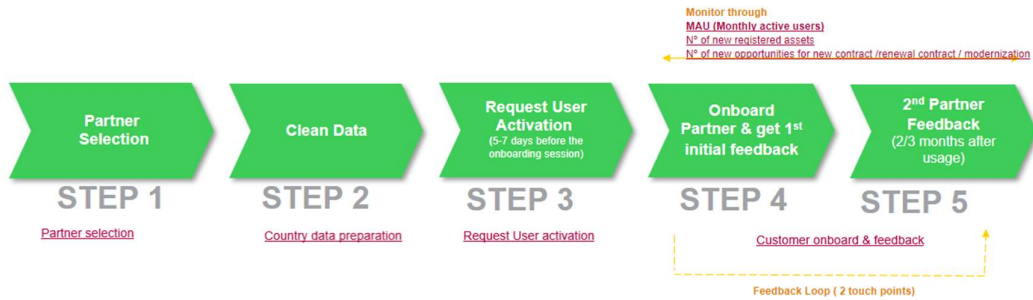 Monitor through
MAU (Monthly active users)
N° of new registered assets
N° of new opportunities for new contract /renewal contract / modernization
Partner
Selection
Clean Data
Request User
Activation
(5-7 days before the
onboarding session)
Onboard
Partner & get 1st
initial feedback
2nd Partner
Feedback
(2/3 months after
usage)
STEP 1
STEP 2
STEP 3
STEP 4
STEP 5
Partner selection
Country data preparation
Request User activation
Customer onboard & feedback
Feedback Loop ( 2 touch points)